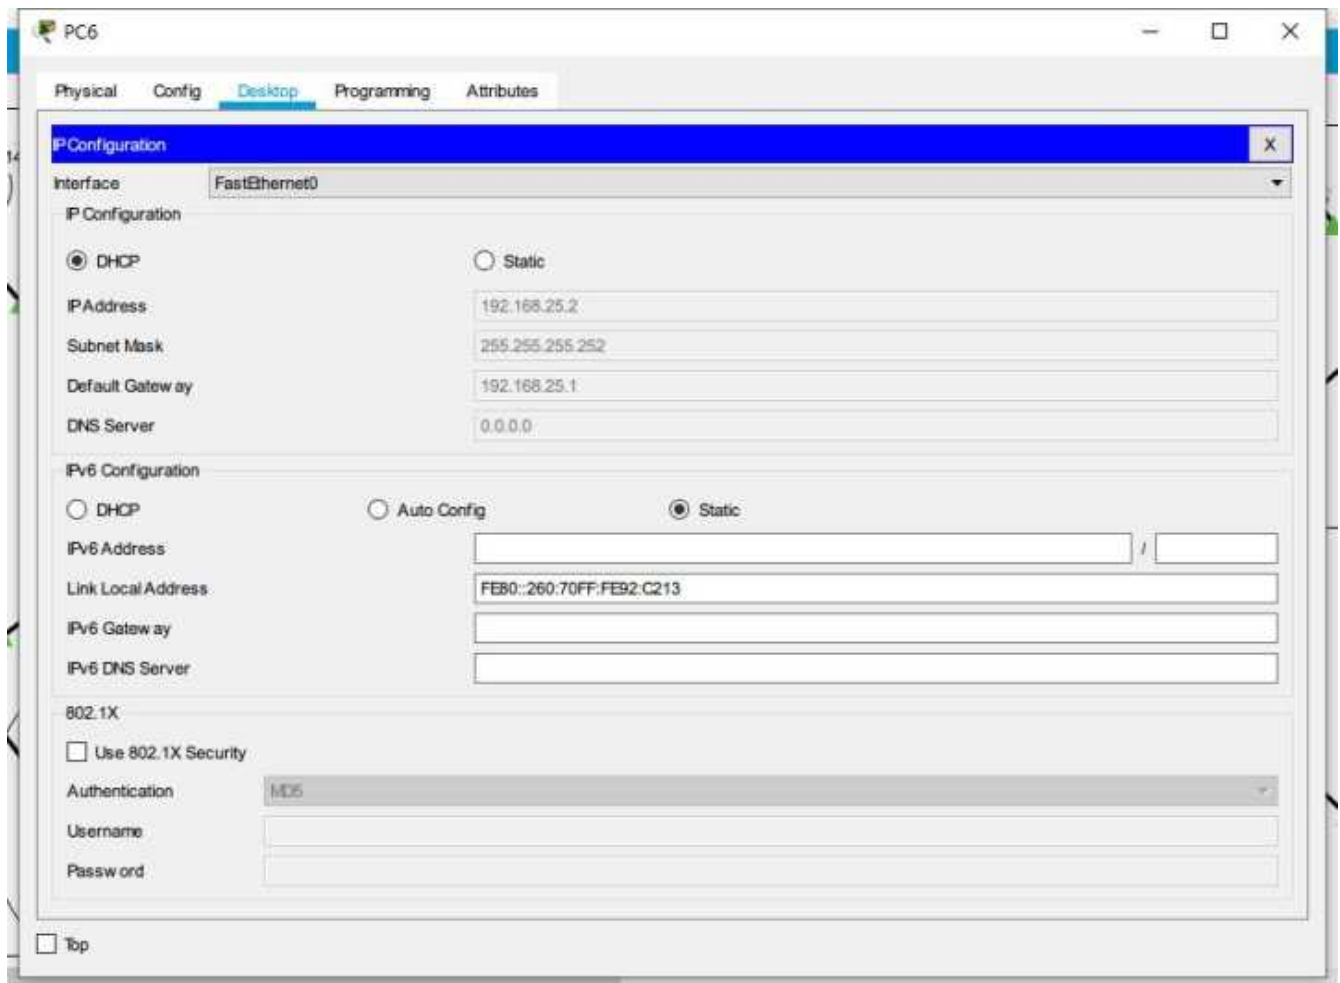 PC6
Physical Config Desktop Programming Attributes
IP Configuration X
Interface FastEthernet0
IP Configuration
DHCP Static
IP Address 192.168.25.2
Subnet Mask 255.255.255.252
Default Gateway 192.168.25.1
DNS Server 0.0.0.0
IPv6 Configuration
DHCP Auto Config Static
IPv6 Address /
Link Local Address FE80::260:70FF:FE92:C213
IPv6 Gateway
IPv6 DNS Server
802.1X
Use 802.1X Security
Authentication MD5
Username
Password
Top